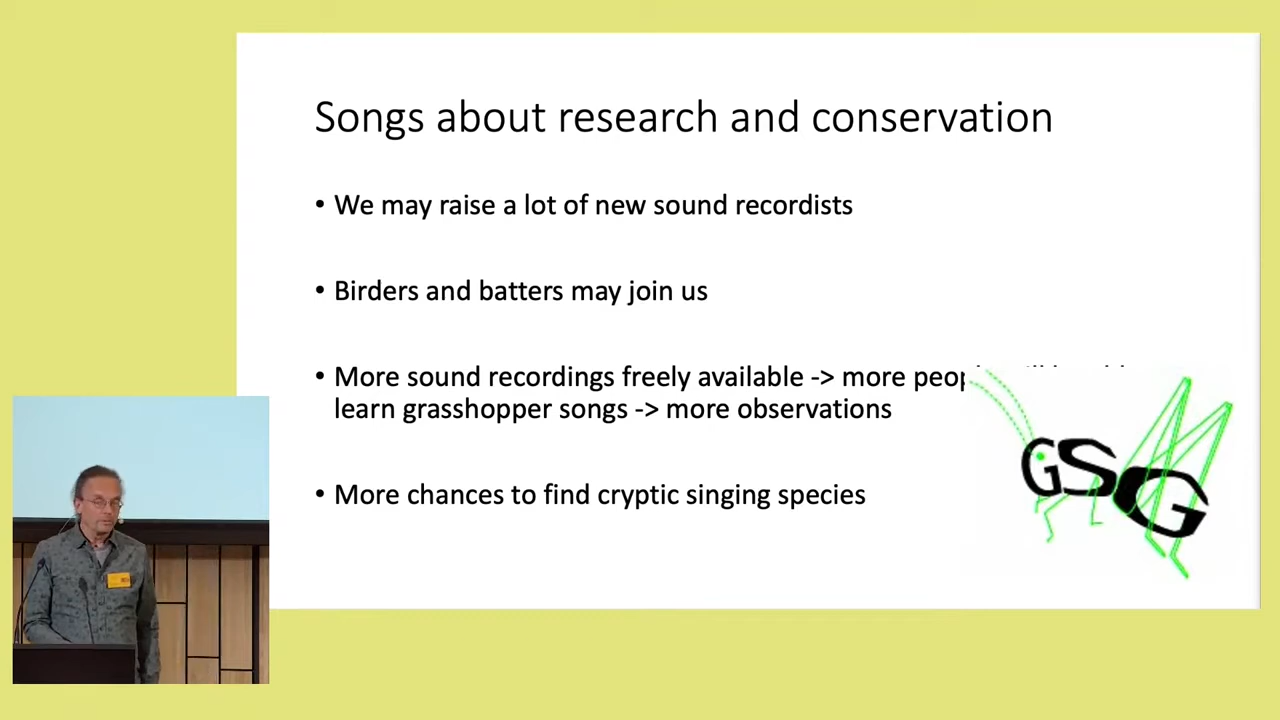 Songs about research and conservation
• We may raise a lot of new sound recordists
• Birders and batters may join us
• More sound recordings freely available -> more
learn grasshopper songs -> more observations
• More chances to find cryptic singing species
GSG